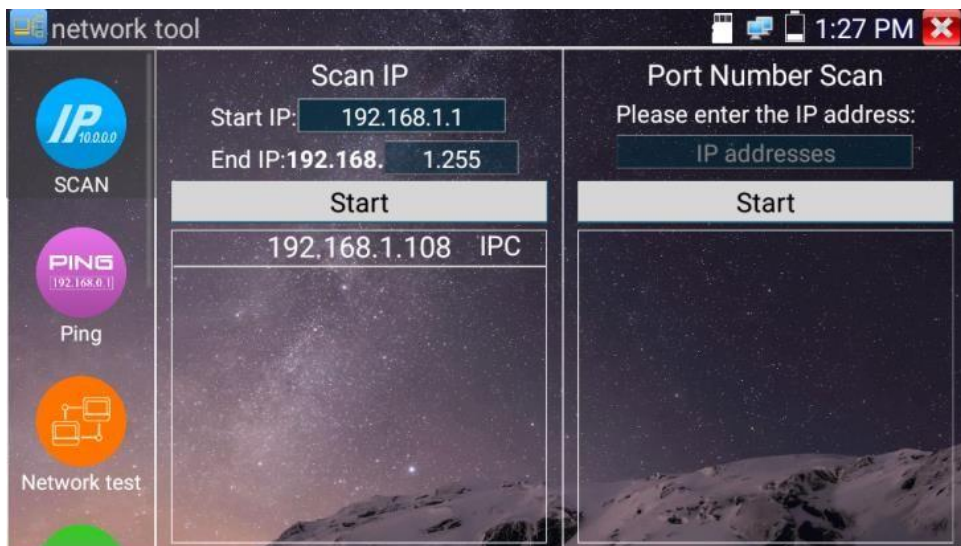 network tool
1:27 PM
IP
10.0.0.0
SCAN
PING
192.168.0.1
Ping
Network test
Scan IP
Start IP: 192.168.1.1
End IP:192.168. 1.255
Start
192.168.1.108 IPC
Port Number Scan
Please enter the IP address:
IP addresses
Start